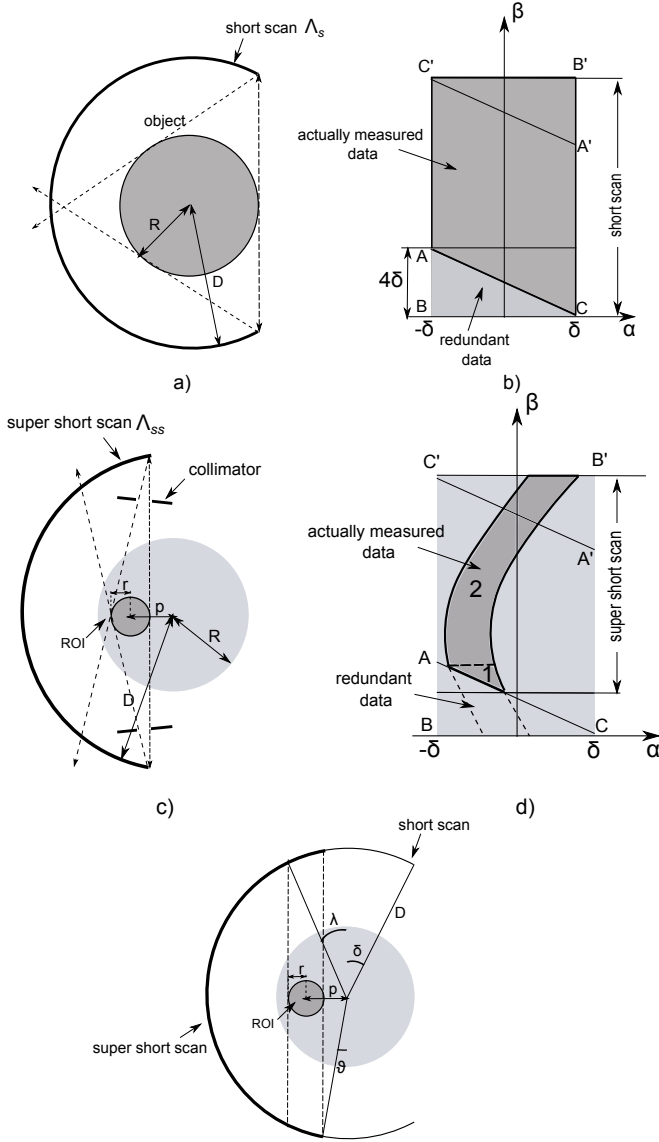 short scan Λs
object
R
D
a)
β
C'
B'
actually measured
data
A'
short scan
A
4δ
B
C
-δ
δ
α
redundant
data
b)
super short scan Λss
collimator
r
p
ROI
R
D
c)
β
C'
B'
actually measured
data
A'
2
super short scan
A
1
redundant
data
B
C
-δ
δ
α
d)
short scan
λ
D
δ
r
p
ROI
super short scan
ϑ